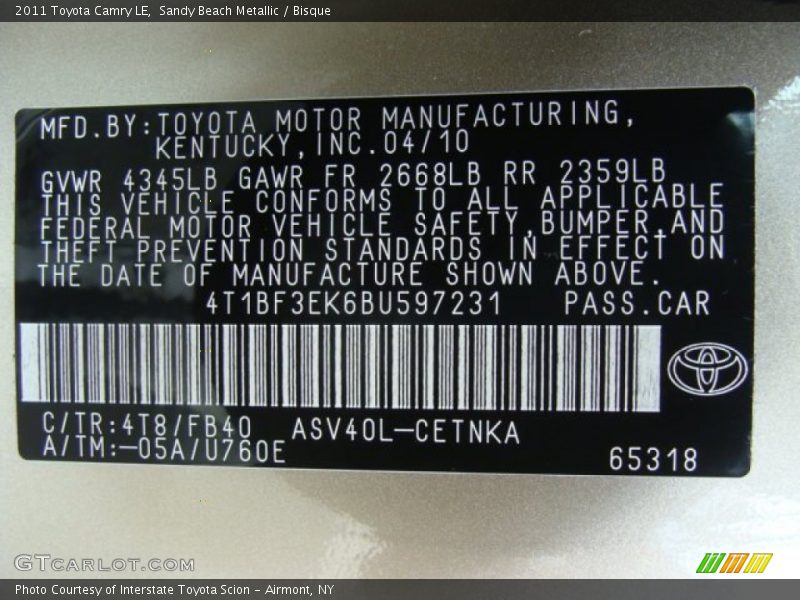 2011 Toyota Camry LE, Sandy Beach Metallic / Bisque
MFD.BY:TOYOTA MOTOR MANUFACTURING,
KENTUCKY,INC.04/10
GVWR 4345LB GAWR FR 2668LB RR 2359LB
THIS VEHICLE CONFORMS TO ALL APPLICABLE
FEDERAL MOTOR VEHICLE SAFETY,BUMPER,AND
THEFT PREVENTION STANDARDS IN EFFECT ON
THE DATE OF MANUFACTURE SHOWN ABOVE.
4T1BF3EK6BU597231 PASS.CAR
C/TR:4T8/FB40 ASV40L-CETNKA
A/TM:-05A/U760E
65318
GTCARLOT.COM
Photo Courtesy of Interstate Toyota Scion - Airmont, NY